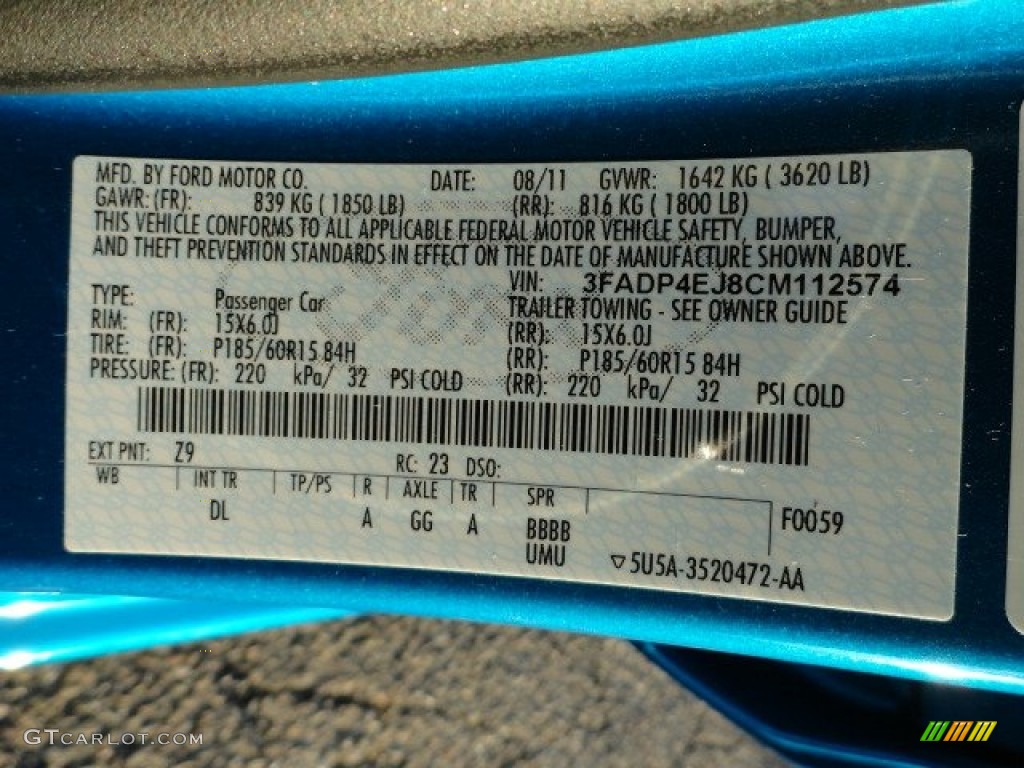 MFD. BY FORD MOTOR CO. DATE: 08/11 GVWR: 1642 KG ( 3620 LB)
GAWR: (FR): 839 KG ( 1850 LB) (RR): 816 KG ( 1800 LB)
THIS VEHICLE CONFORMS TO ALL APPLICABLE FEDERAL MOTOR VEHICLE SAFETY, BUMPER,
AND THEFT PREVENTION STANDARDS IN EFFECT ON THE DATE OF MANUFACTURE SHOWN ABOVE.
VIN: 3FADP4EJ8CM112574
TYPE: Passenger Car TRAILER TOWING - SEE OWNER GUIDE
RIM: (FR): 15X6.0J (RR): 15X6.0J
TIRE: (FR): P185/60R15 84H (RR): P185/60R15 84H
PRESSURE: (FR): 220 kPa/ 32 PSI COLD (RR): 220 kPa/ 32 PSI COLD
EXT PNT: Z9 RC: 23 DSO:
WB INT TR TP/PS R AXLE TR SPR
DL A GG A BBBB F0059
UMU ▽5U5A-3520472-AA
GTCARLOT.COM